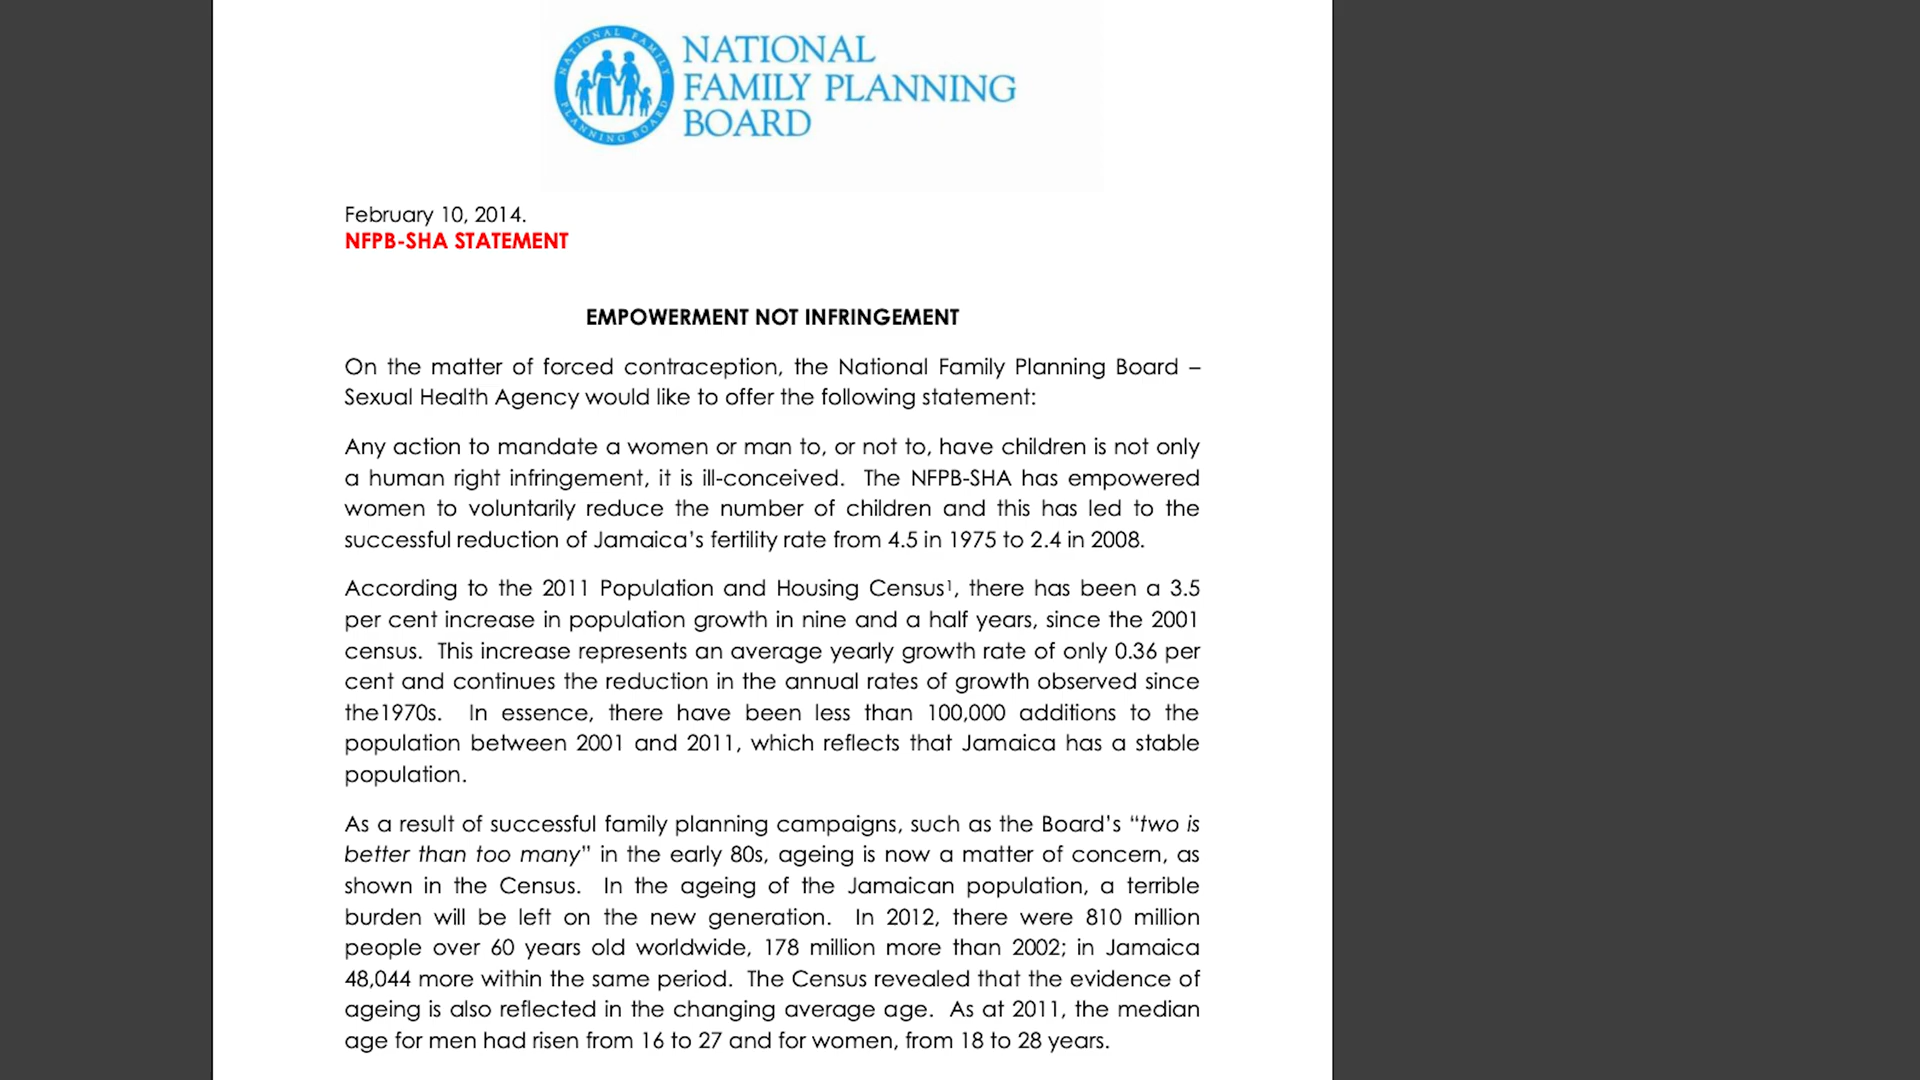 NATIONAL FAMILY
PLANNING BOARD
NATIONAL
FAMILY PLANNING
BOARD
February 10, 2014.
NFPB-SHA STATEMENT
EMPOWERMENT NOT INFRINGEMENT
On the matter of forced contraception, the National Family Planning Board –
Sexual Health Agency would like to offer the following statement:
Any action to mandate a women or man to, or not to, have children is not only
a human right infringement, it is ill-conceived. The NFPB-SHA has empowered
women to voluntarily reduce the number of children and this has led to the
successful reduction of Jamaica’s fertility rate from 4.5 in 1975 to 2.4 in 2008.
According to the 2011 Population and Housing Census¹, there has been a 3.5
per cent increase in population growth in nine and a half years, since the 2001
census. This increase represents an average yearly growth rate of only 0.36 per
cent and continues the reduction in the annual rates of growth observed since
the1970s. In essence, there have been less than 100,000 additions to the
population between 2001 and 2011, which reflects that Jamaica has a stable
population.
As a result of successful family planning campaigns, such as the Board’s “two is
better than too many” in the early 80s, ageing is now a matter of concern, as
shown in the Census. In the ageing of the Jamaican population, a terrible
burden will be left on the new generation. In 2012, there were 810 million
people over 60 years old worldwide, 178 million more than 2002; in Jamaica
48,044 more within the same period. The Census revealed that the evidence of
ageing is also reflected in the changing average age. As at 2011, the median
age for men had risen from 16 to 27 and for women, from 18 to 28 years.